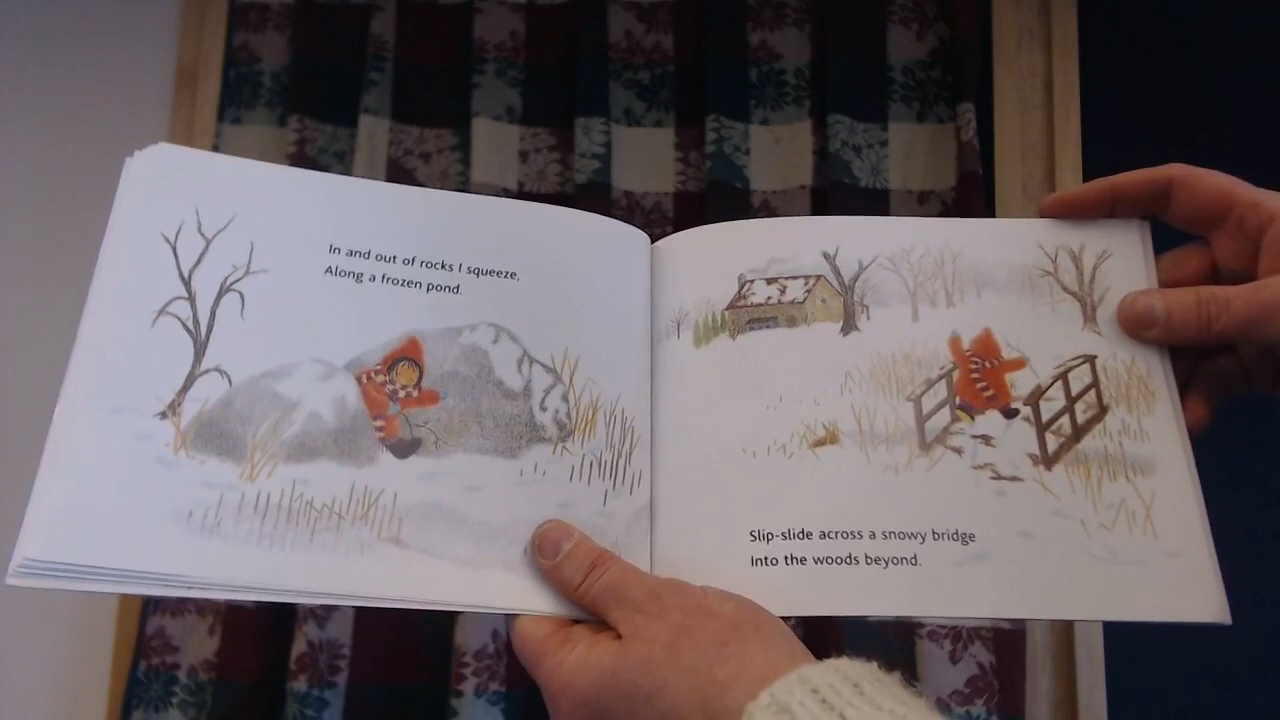 In and out of rocks I squeeze,
Along a frozen pond.
Slip-slide across a snowy bridge
Into the woods beyond.